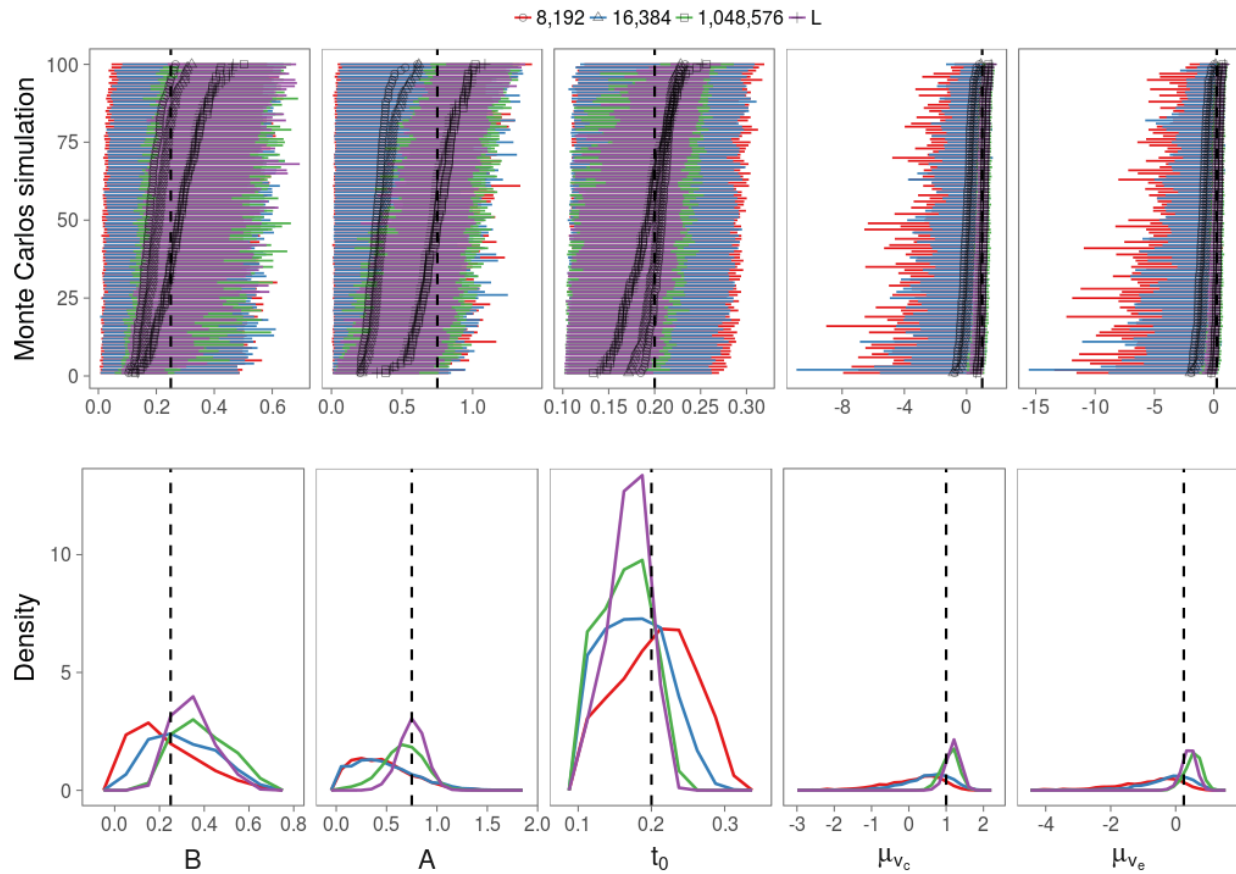 8,192 16,384 1,048,576 L
Monte Carlos simulation
100
75
50
25
0
0.0 0.2 0.4 0.6
0.0 0.5 1.0
0.10 0.15 0.20 0.25 0.30
-8 -4 0
-15 -10 -5 0
Density
10
5
0
0.0 0.2 0.4 0.6 0.8
0.0 0.5 1.0 1.5 2.0
0.1 0.2 0.3
-3 -2 -1 0 1 2
-4 -2 0
B
A
t0
μvc
μve